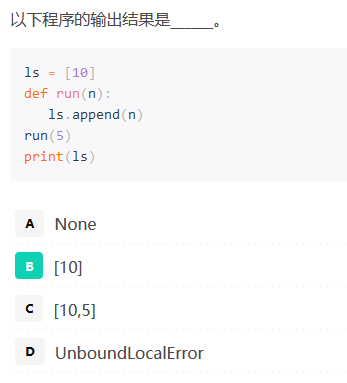 以下程序的输出结果是______。
ls = [10]
def run(n):
   ls.append(n)
run(5)
print(ls)
A None
B [10]
C [10,5]
D UnboundLocalError